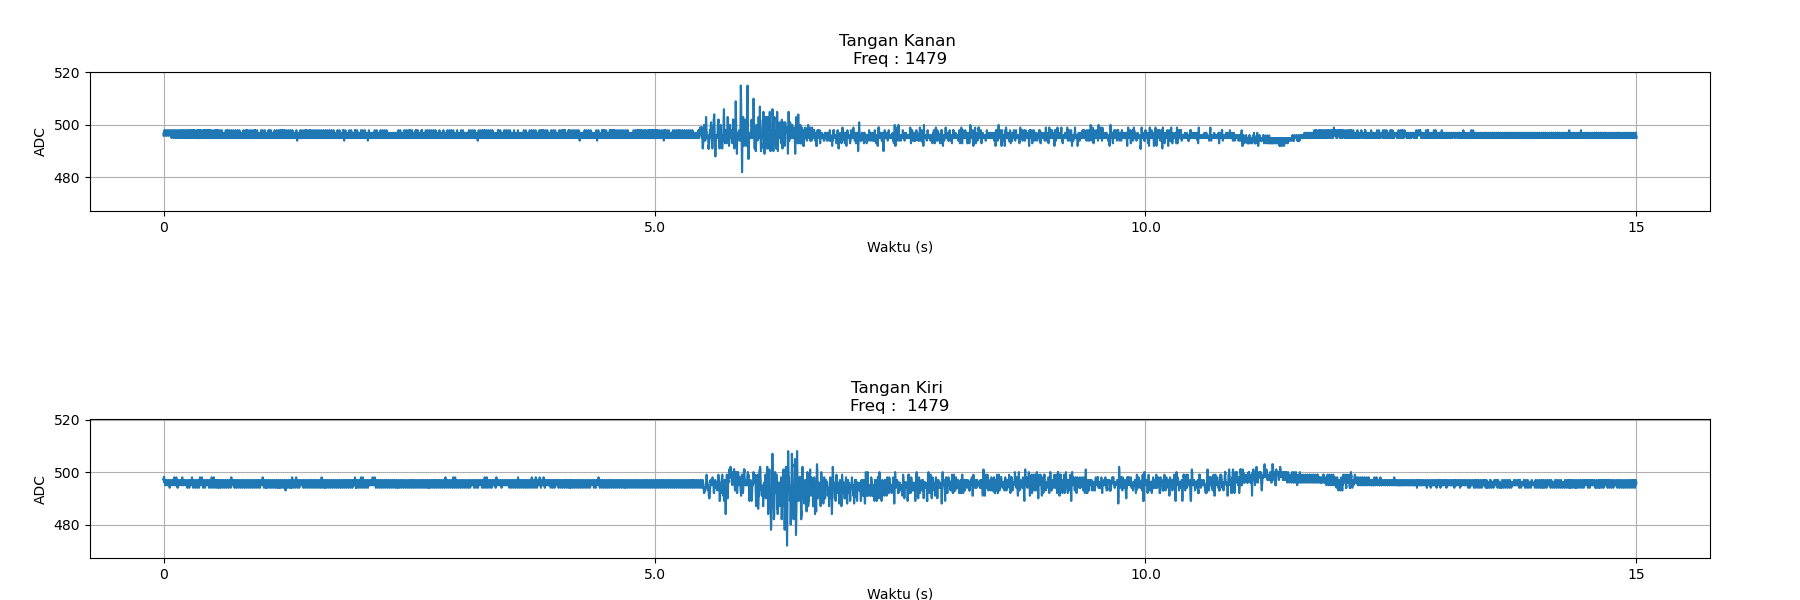 Tangan Kanan
Freq : 1479
520
500
480
ADC
0
5.0
10.0
15
Waktu (s)
Tangan Kiri
Freq :  1479
520
500
480
ADC
0
5.0
10.0
15
Waktu (s)